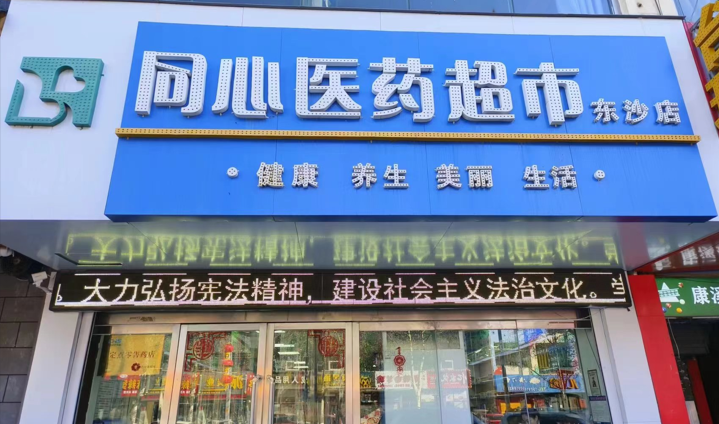 同心医药超市 东沙店
·健康 养生 美丽 生活·
大力弘扬宪法精神，建设社会主义法治文化。
康